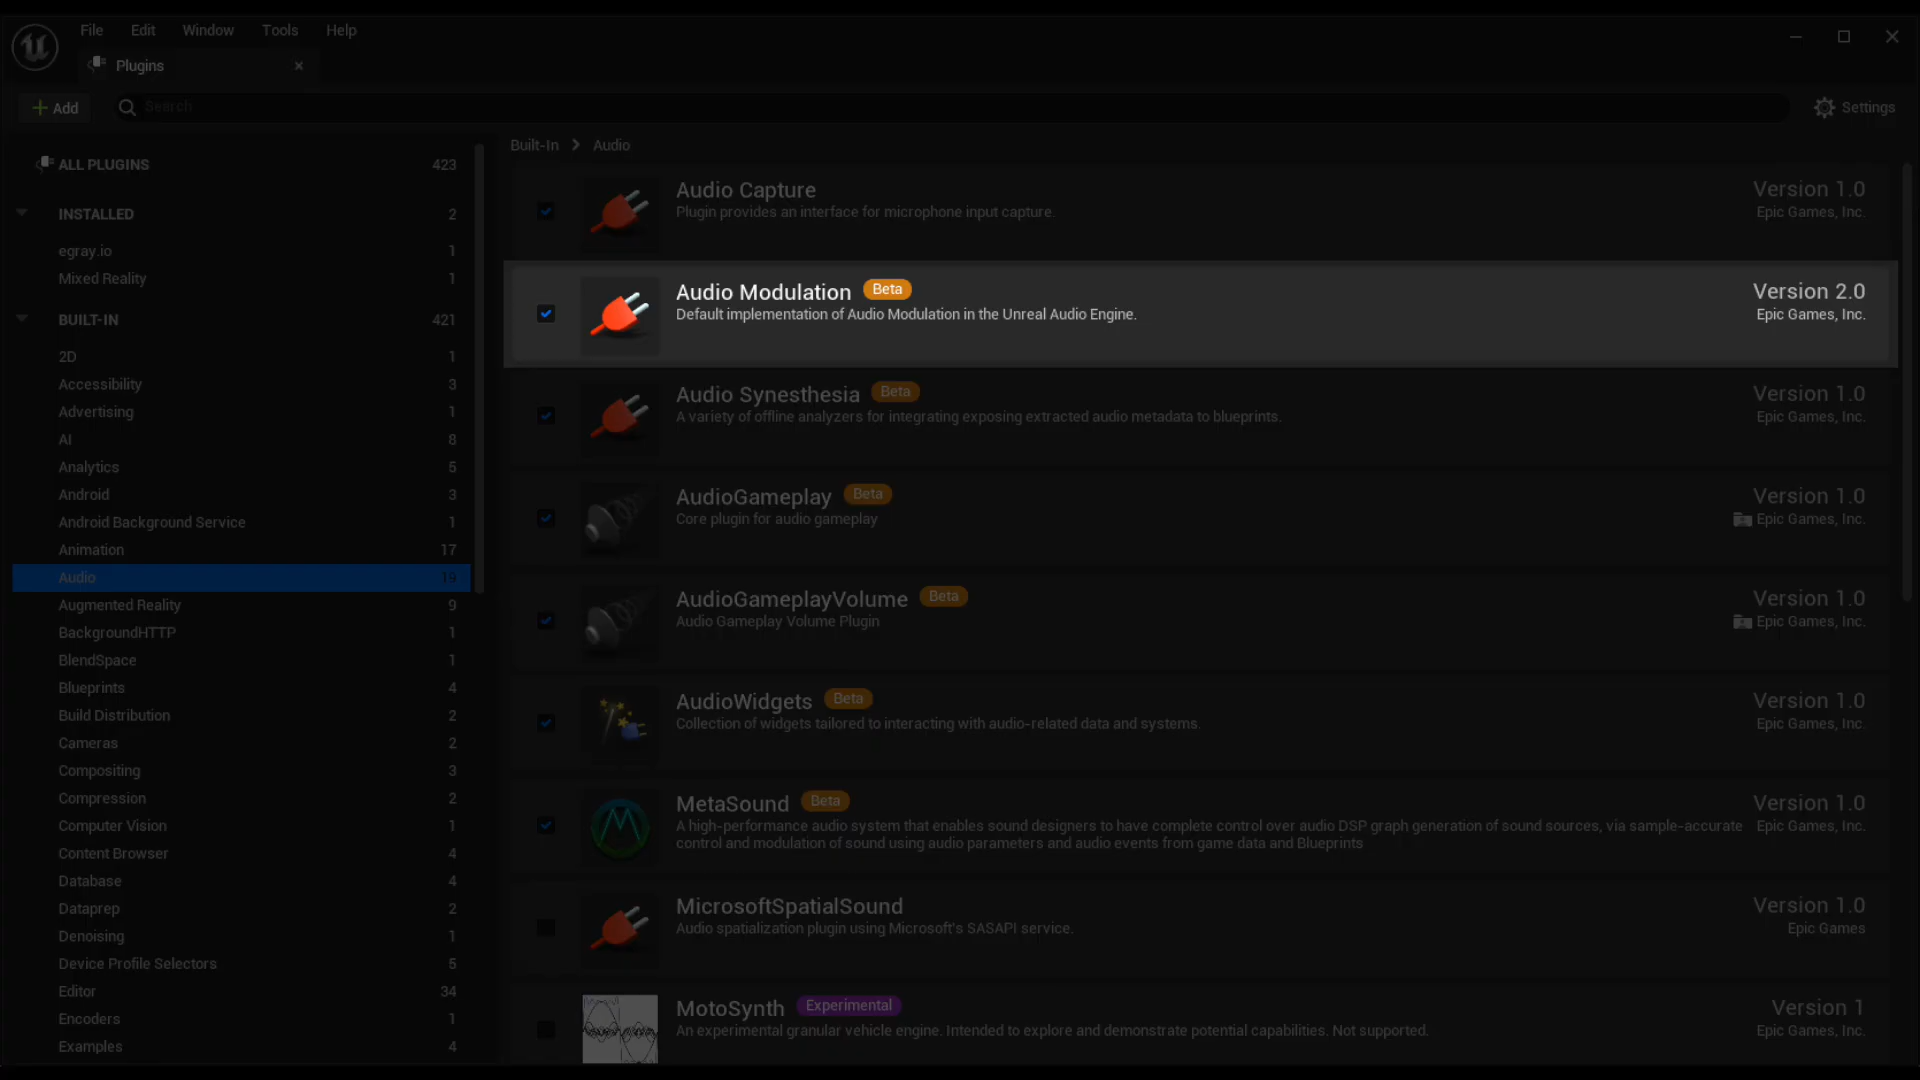 File Edit Window Tools Help
Plugins
Add Search Settings
ALL PLUGINS 423
INSTALLED 2
egray.io 1
Mixed Reality 1
BUILT-IN 421
2D 1
Accessibility 3
Advertising 1
AI 8
Analytics 5
Android 3
Android Background Service 1
Animation 17
Audio 19
Augmented Reality 9
BackgroundHTTP 1
BlendSpace 1
Blueprints 4
Build Distribution 2
Cameras 2
Compositing 3
Compression 2
Computer Vision 1
Content Browser 4
Database 4
Dataprep 2
Denoising 1
Device Profile Selectors 5
Editor 34
Encoders 1
Examples 4
Built-In > Audio
Audio Capture Version 1.0
Plugin provides an interface for microphone input capture. Epic Games, Inc.
Audio Modulation Beta Version 2.0
Default implementation of Audio Modulation in the Unreal Audio Engine. Epic Games, Inc.
Audio Synesthesia Beta Version 1.0
A variety of offline analyzers for integrating exposing extracted audio metadata to blueprints. Epic Games, Inc.
AudioGameplay Beta Version 1.0
Core plugin for audio gameplay Epic Games, Inc.
AudioGameplayVolume Beta Version 1.0
Audio Gameplay Volume Plugin Epic Games, Inc.
AudioWidgets Beta Version 1.0
Collection of widgets tailored to interacting with audio-related data and systems. Epic Games, Inc.
MetaSound Beta Version 1.0
A high-performance audio system that enables sound designers to have complete control over audio DSP graph generation of sound sources, via sample-accurate Epic Games, Inc.
control and modulation of sound using audio parameters and audio events from game data and Blueprints
MicrosoftSpatialSound Version 1.0
Audio spatialization plugin using Microsoft's SASAPI service. Epic Games
MotoSynth Experimental Version 1
An experimental granular vehicle engine. Intended to explore and demonstrate potential capabilities. Not supported. Epic Games, Inc.